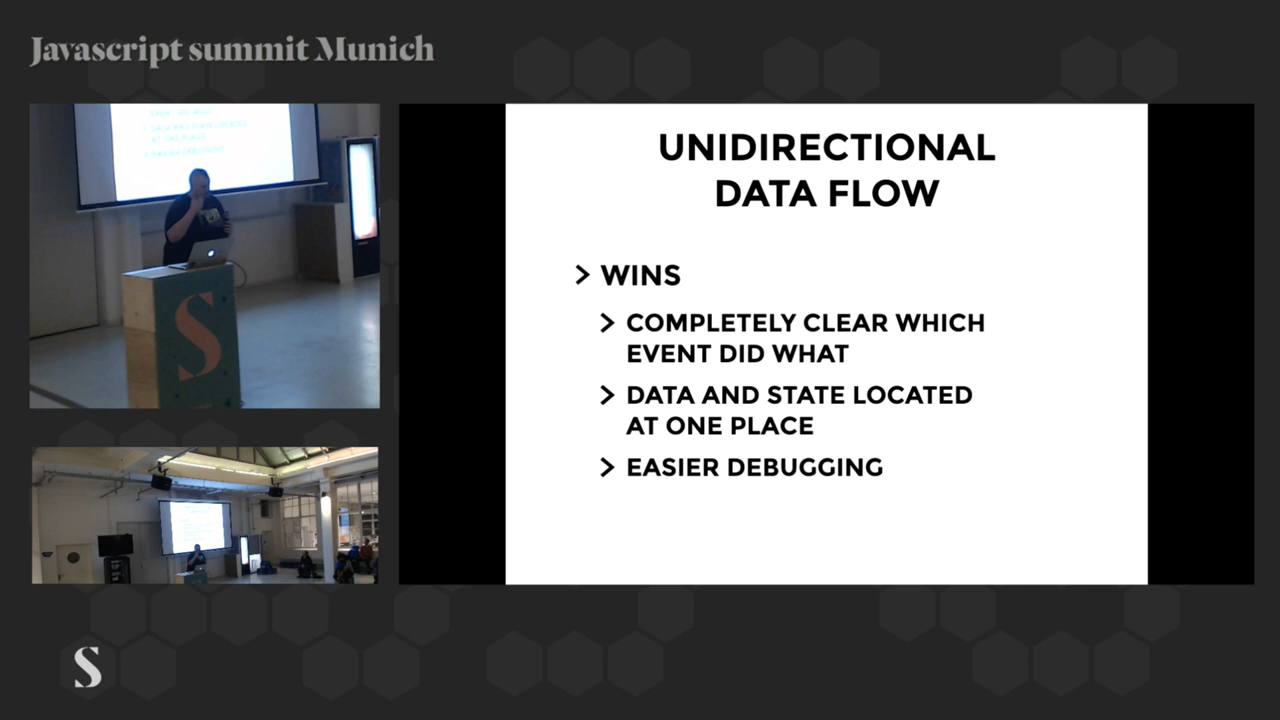 Javascript summit Munich
UNIDIRECTIONAL
DATA FLOW
> WINS
> COMPLETELY CLEAR WHICH
EVENT DID WHAT
> DATA AND STATE LOCATED
AT ONE PLACE
> EASIER DEBUGGING
S
S